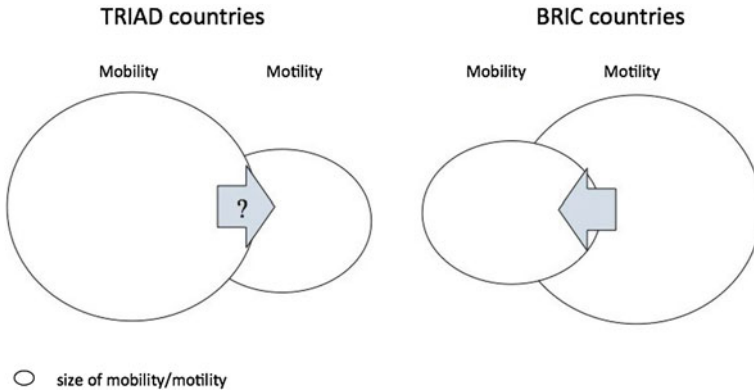 TRIAD countries
BRIC countries
Mobility
Motility
Mobility
Motility
?
size of mobility/motility